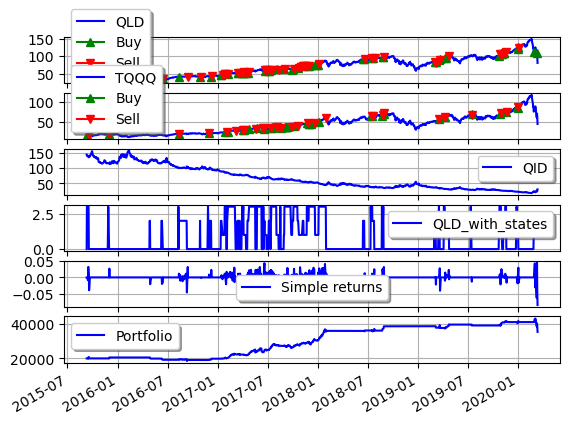 QLD
Buy
Sell
150
100
50
TQQQ
Buy
Sell
100
50
150
100
50
QID
2.5
0.0
QLD_with_states
0.05
0.00
−0.05
Simple returns
40000
20000
Portfolio
2015-07
2016-01
2016-07
2017-01
2017-07
2018-01
2018-07
2019-01
2019-07
2020-01